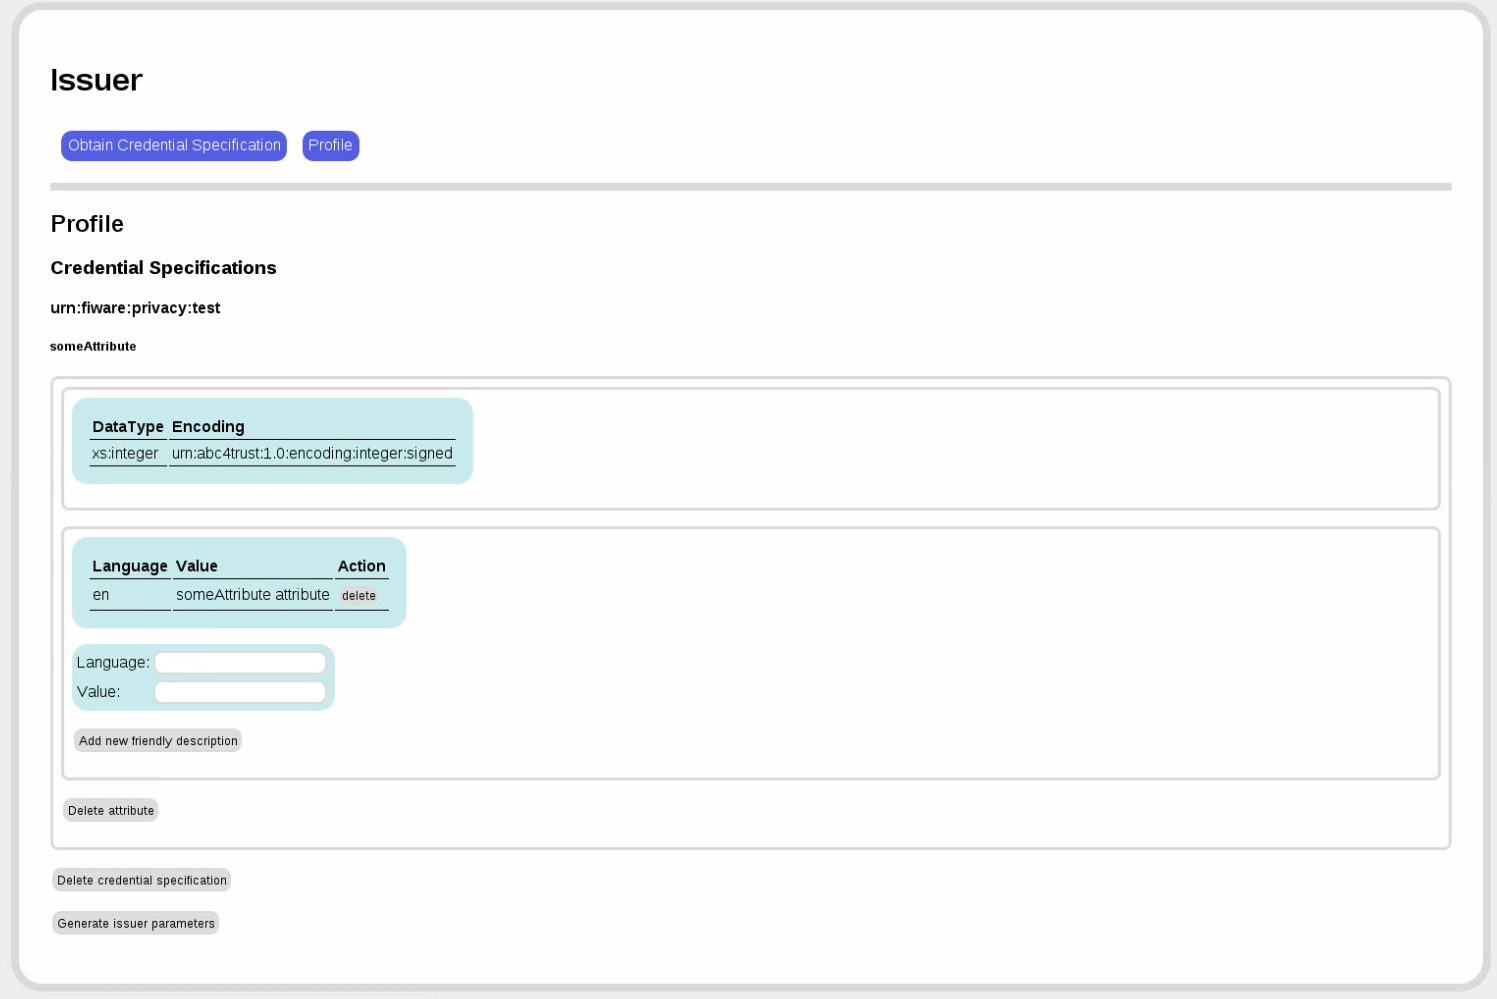 Issuer
Obtain Credential Specification Profile
Profile
Credential Specifications
urn:fiware:privacy:test
someAttribute
DataType Encoding
xs:integer urn:abc4trust:1.0:encoding:integer:signed
Language Value Action
en someAttribute attribute delete
Language:
Value:
Add new friendly description
Delete attribute
Delete credential specification
Generate issuer parameters